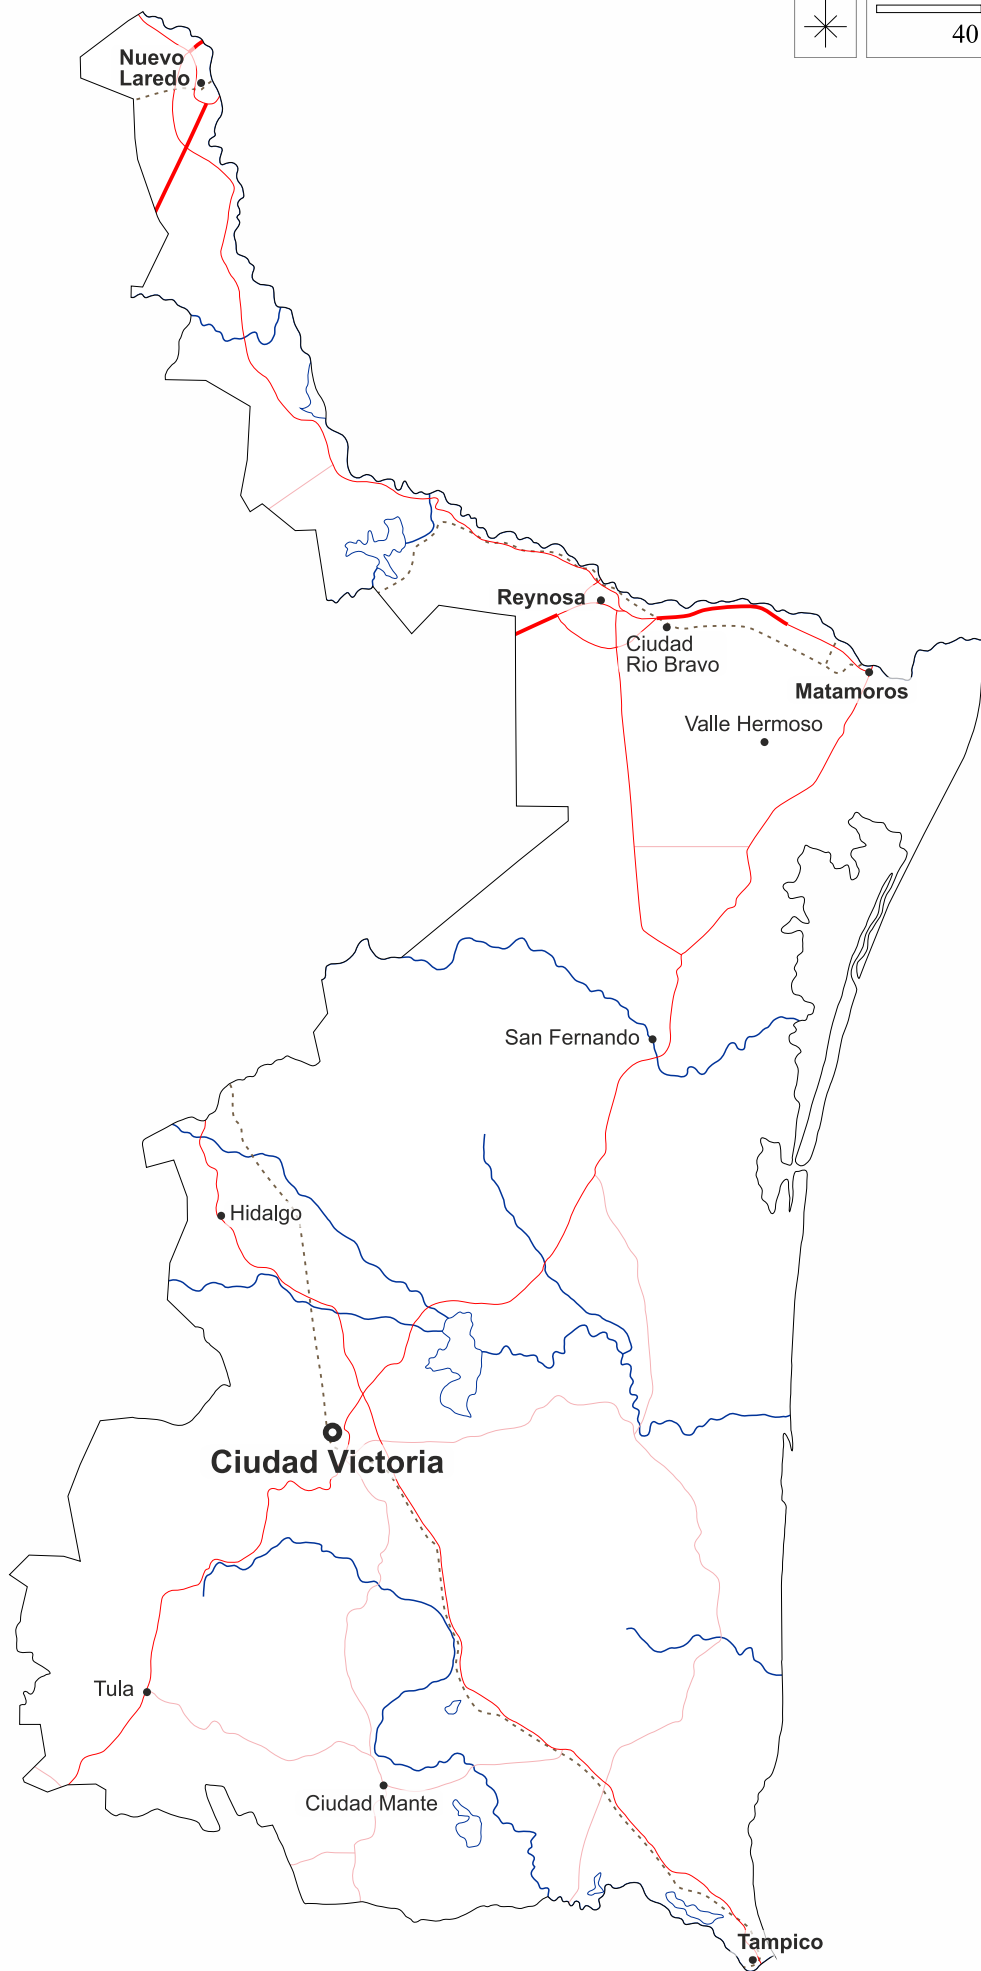 40
Nuevo
Laredo
Reynosa
Ciudad
Rio Bravo
Matamoros
Valle Hermoso
San Fernando
Hidalgo
Ciudad Victoria
Tula
Ciudad Mante
Tampico